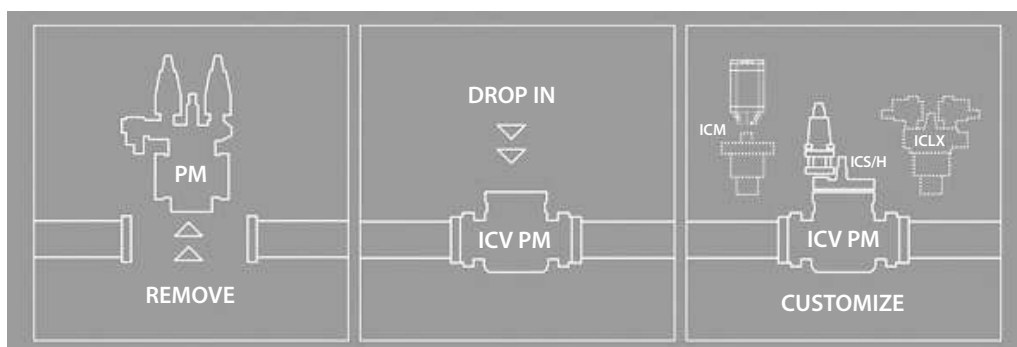 PM
REMOVE
DROP IN
ICV PM
ICM
ICS/H
ICLX
ICV PM
CUSTOMIZE